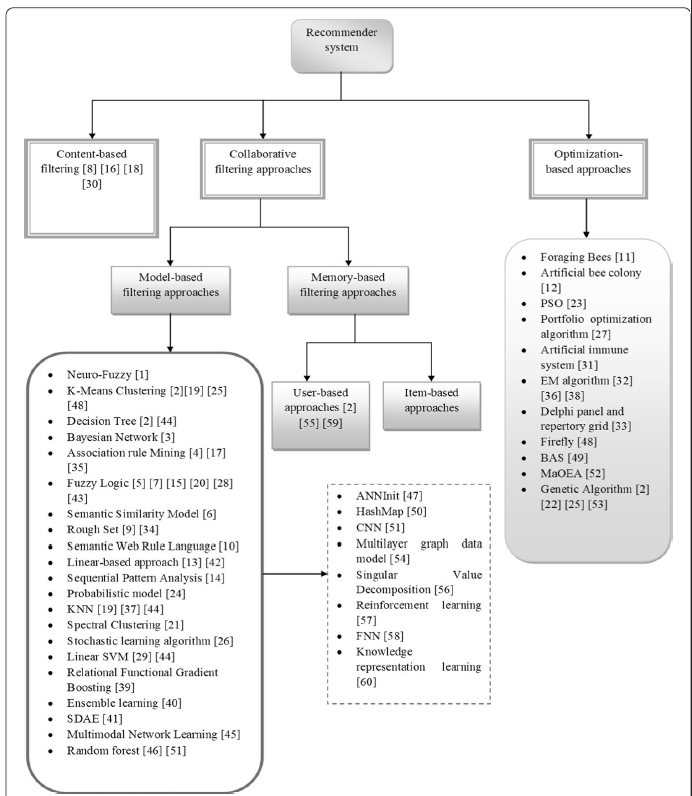 Recommender
system
Content-based
filtering [8] [16] [18]
[30]
Collaborative
filtering approaches
Optimization-
based approaches
Model-based
filtering approaches
Memory-based
filtering approaches
User-based
approaches [2]
[55] [59]
Item-based
approaches
• Neuro-Fuzzy [1]
• K-Means Clustering [2][19] [25]
[48]
• Decision Tree [2] [44]
• Bayesian Network [3]
• Association rule Mining [4] [17]
[35]
• Fuzzy Logic [5] [7] [15] [20] [28]
[43]
• Semantic Similarity Model [6]
• Rough Set [9] [34]
• Semantic Web Rule Language [10]
• Linear-based approach [13] [42]
• Sequential Pattern Analysis [14]
• Probabilistic model [24]
• KNN [19] [37] [44]
• Spectral Clustering [21]
• Stochastic learning algorithm [26]
• Linear SVM [29] [44]
• Relational Functional Gradient
Boosting [39]
• Ensemble learning [40]
• SDAE [41]
• Multimodal Network Learning [45]
• Random forest [46] [51]
• ANNInit [47]
• HashMap [50]
• CNN [51]
• Multilayer graph data
model [54]
• Singular Value
Decomposition [56]
• Reinforcement learning
[57]
• FNN [58]
• Knowledge
representation learning
[60]
• Foraging Bees [11]
• Artificial bee colony
[12]
• PSO [23]
• Portfolio optimization
algorithm [27]
• Artificial immune
system [31]
• EM algorithm [32]
[36] [38]
• Delphi panel and
repertory grid [33]
• Firefly [48]
• BAS [49]
• MaOEA [52]
• Genetic Algorithm [2]
[22] [25] [53]